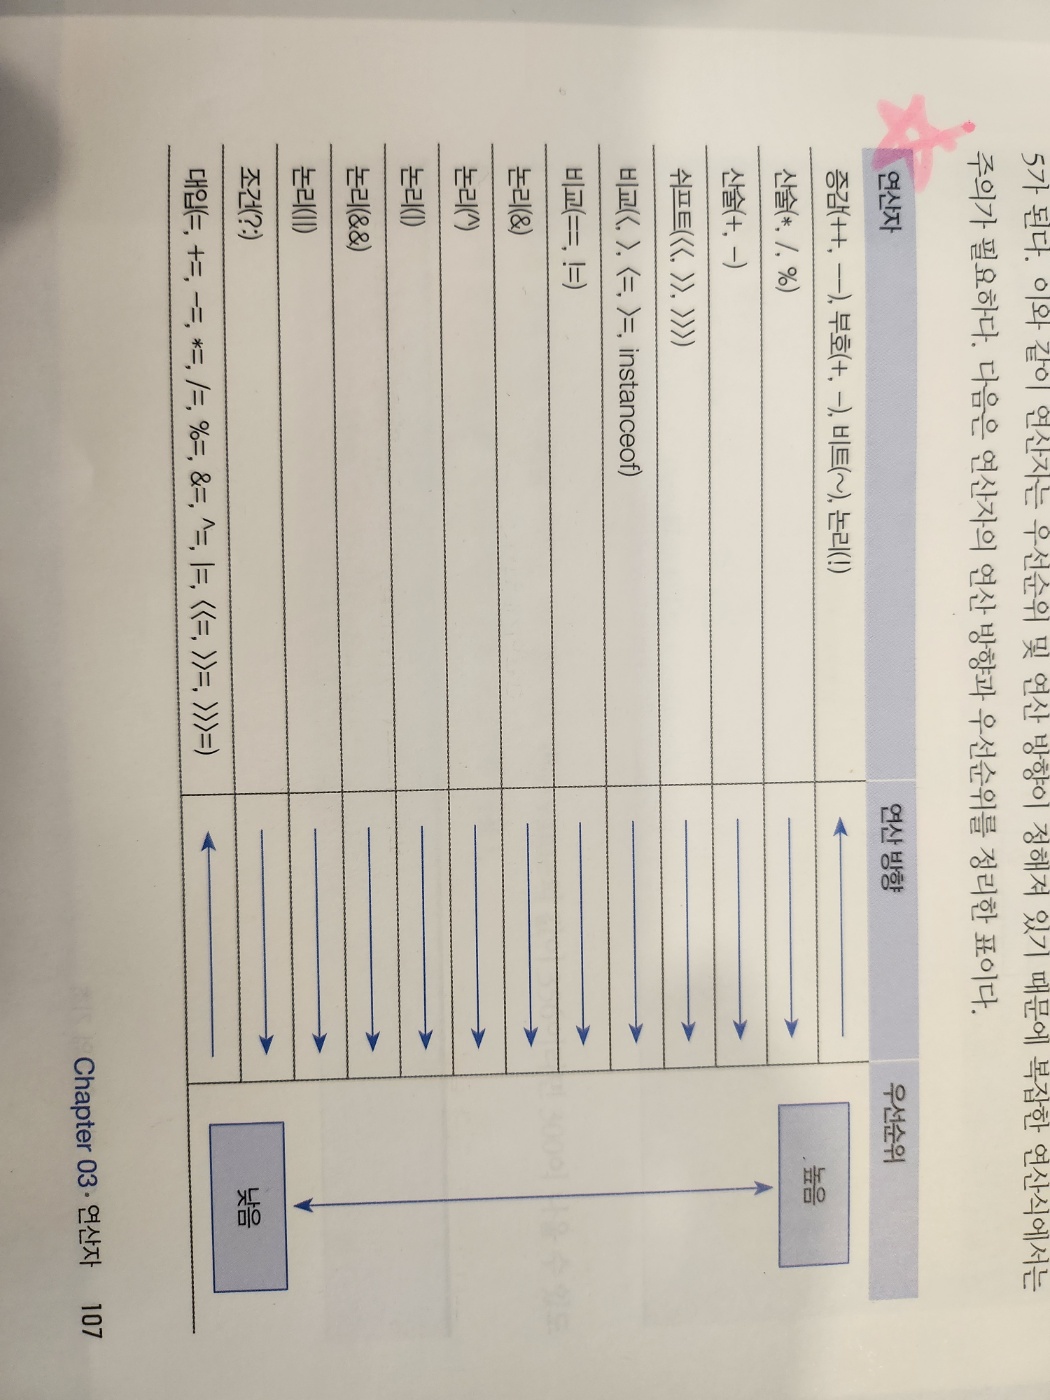 5가 된다. 이와 같이 연산자는 우선순위 및 연산 방향이 정해져 있기 때문에 복잡한 연산식에서는
주의가 필요하다. 다음은 연산자의 연산 방향과 우선순위를 정리한 표이다.
연산자 연산 방향 우선순위
증감(++, --), 부호(+, -), 비트(~), 논리(!)
높음
산술(*, /, %)
산술(+, -)
쉬프트(<<, >>, >>>)
비교(<, >, <=, >=, instanceof)
비교(==, !=)
논리(&)
논리(^)
논리(|)
논리(&&)
논리(||)
조건(?:)
낮음
대입(=, +=, -=, *=, /=, %=, &=, ^=, |=, <<=, >>=, >>>=)
Chapter 03 · 연산자 107